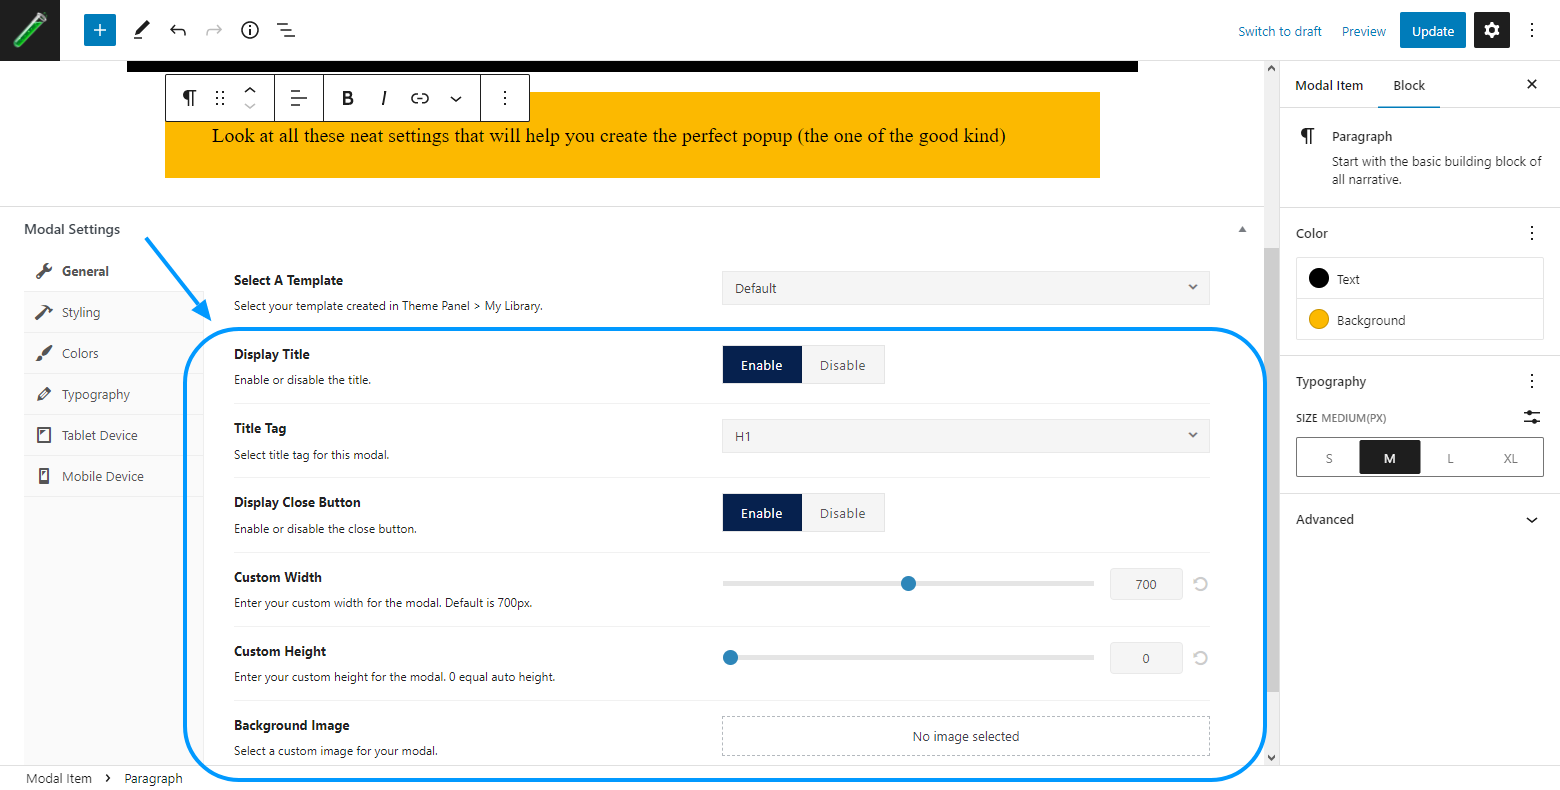 Switch to draft
Preview
Update
B I
Look at all these neat settings that will help you create the perfect popup (the one of the good kind)
Modal Settings
General
Styling
Colors
Typography
Tablet Device
Mobile Device
Select A Template
Select your template created in Theme Panel > My Library.
Default
Display Title
Enable or disable the title.
Enable Disable
Title Tag
Select title tag for this modal.
H1
Display Close Button
Enable or disable the close button.
Enable Disable
Custom Width
Enter your custom width for the modal. Default is 700px.
700
Custom Height
Enter your custom height for the modal. 0 equal auto height.
0
Background Image
Select a custom image for your modal.
No image selected
Modal Item > Paragraph
Modal Item
Block
Paragraph
Start with the basic building block of
all narrative.
Color
Text
Background
Typography
SIZE MEDIUM(PX)
S M L XL
Advanced